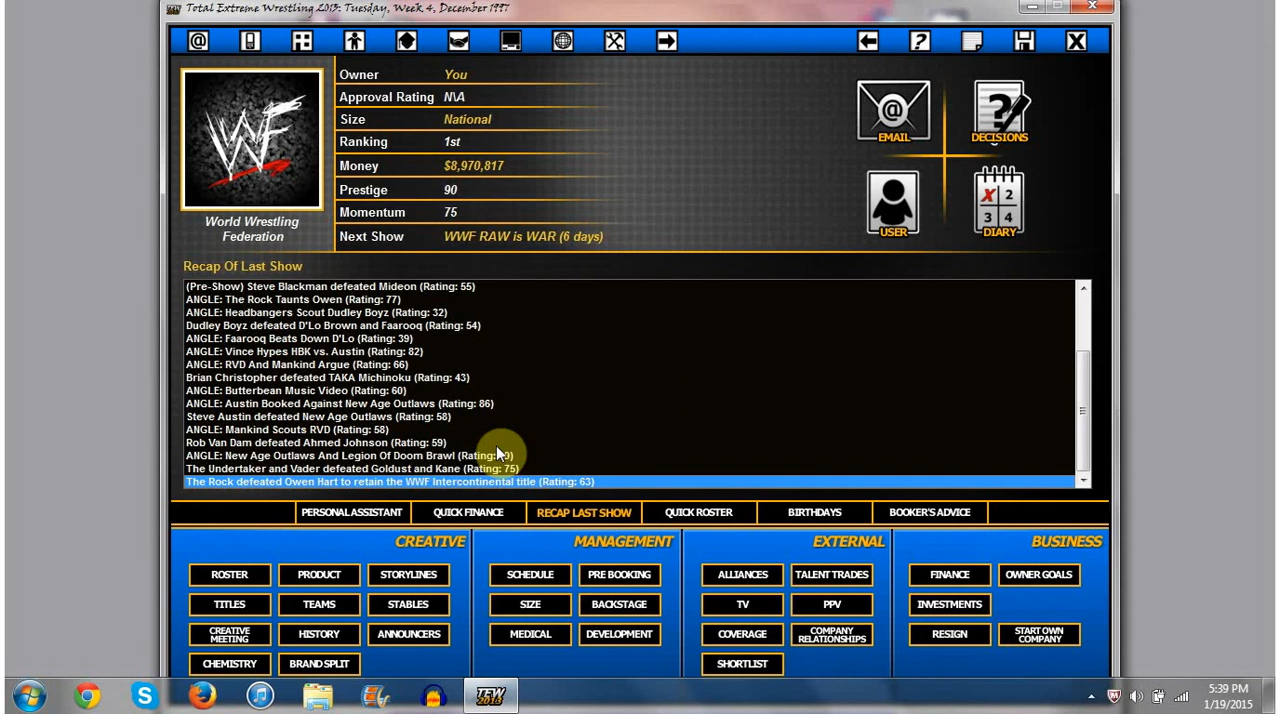 Total Extreme Wrestling 2013: Tuesday, Week 4, December 1997
Owner You
Approval Rating N\A
Size National
Ranking 1st
Money $8,970,817
Prestige 90
Momentum 75
Next Show WWF RAW is WAR (6 days)
World Wrestling
Federation
EMAIL
DECISIONS
USER
DIARY
Recap Of Last Show
(Pre-Show) Steve Blackman defeated Mideon (Rating: 55)
ANGLE: The Rock Taunts Owen (Rating: 77)
ANGLE: Headbangers Scout Dudley Boyz (Rating: 32)
Dudley Boyz defeated D'Lo Brown and Faarooq (Rating: 54)
ANGLE: Faarooq Beats Down D'Lo (Rating: 39)
ANGLE: Vince Hypes HBK vs. Austin (Rating: 82)
ANGLE: RVD And Mankind Argue (Rating: 66)
Brian Christopher defeated TAKA Michinoku (Rating: 43)
ANGLE: Butterbean Music Video (Rating: 60)
ANGLE: Austin Booked Against New Age Outlaws (Rating: 86)
Steve Austin defeated New Age Outlaws (Rating: 58)
ANGLE: Mankind Scouts RVD (Rating: 58)
Rob Van Dam defeated Ahmed Johnson (Rating: 59)
ANGLE: New Age Outlaws And Legion Of Doom Brawl
The Undertaker and Vader defeated Goldust and Kane (Rating: 75)
The Rock defeated Owen Hart to retain the WWF Intercontinental title (Rating: 63)
PERSONAL ASSISTANT QUICK FINANCE RECAP LAST SHOW QUICK ROSTER BIRTHDAYS BOOKER'S ADVICE
CREATIVE MANAGEMENT EXTERNAL BUSINESS
ROSTER PRODUCT STORYLINES SCHEDULE PRE BOOKING ALLIANCES TALENT TRADES FINANCE OWNER GOALS
TITLES TEAMS STABLES SIZE BACKSTAGE TV PPV INVESTMENTS
CREATIVE
MEETING
HISTORY ANNOUNCERS MEDICAL DEVELOPMENT COVERAGE
COMPANY
RELATIONSHIPS
RESIGN
START OWN
COMPANY
CHEMISTRY BRAND SPLIT SHORTLIST
TEW
2013
5:39 PM
1/19/2015